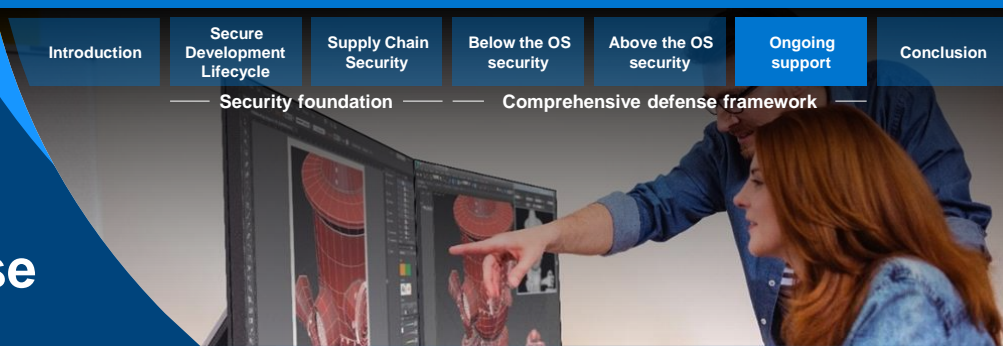 Introduction
Secure
Development
Lifecycle
Supply Chain
Security
Below the OS
security
Above the OS
security
Ongoing
support
Conclusion
Security foundation
Comprehensive defense framework
se